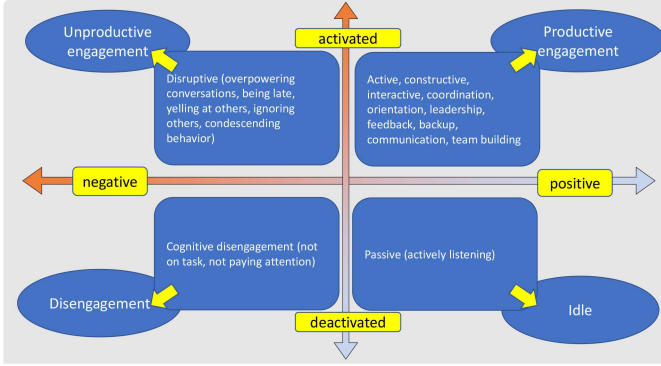 Unproductive
engagement
activated
Productive
engagement
Disruptive (overpowering
conversations, being late,
yelling at others, ignoring
others, condescending
behavior)
Active, constructive,
interactive, coordination,
orientation, leadership,
feedback, backup,
communication, team building
negative
positive
Cognitive disengagement (not
on task, not paying attention)
Passive (actively listening)
Disengagement
deactivated
Idle